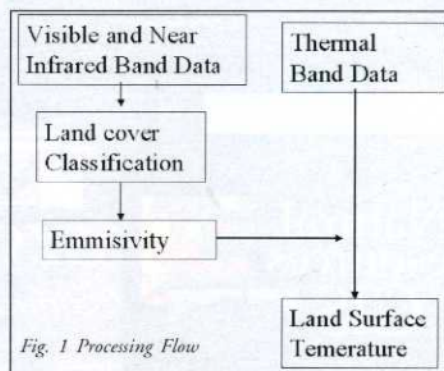 Visible and Near
Infrared Band Data
Thermal
Band Data
Land cover
Classification
Emmisivity
Land Surface
Temerature
Fig. 1 Processing Flow